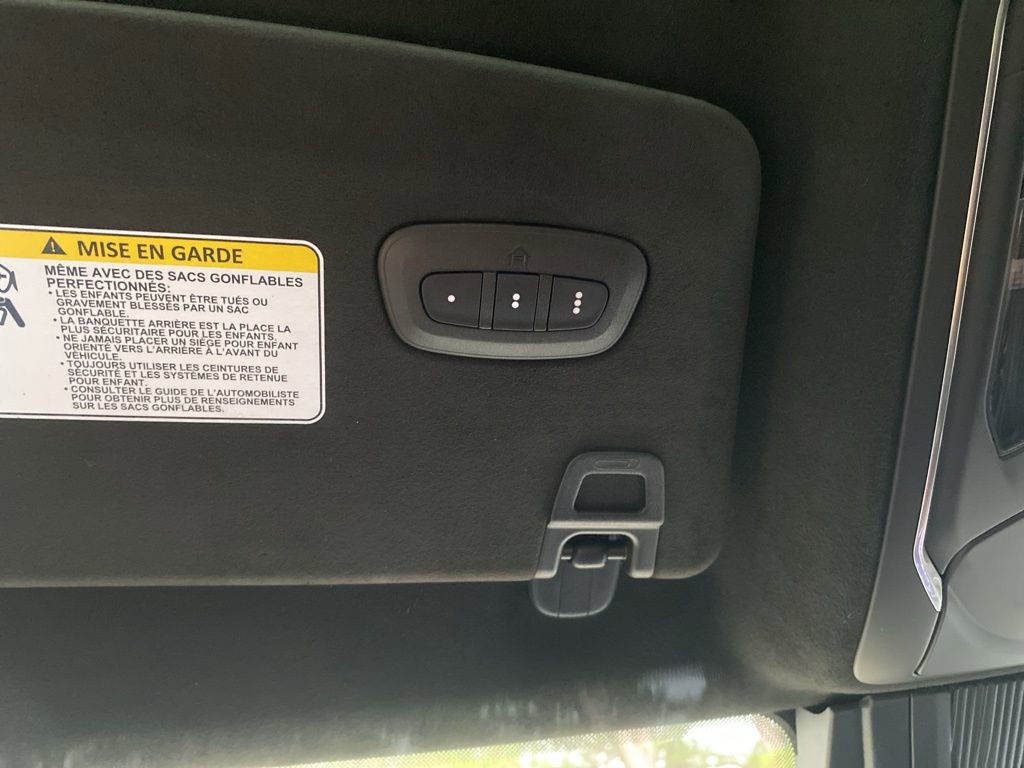 MISE EN GARDE
MÊME AVEC DES SACS GONFLABLES
PERFECTIONNÉS:
• LES ENFANTS PEUVENT ÊTRE TUÉS OU
GRAVEMENT BLESSÉS PAR UN SAC
GONFLABLE.
• LA BANQUETTE ARRIÈRE EST LA PLACE LA
PLUS SÉCURITAIRE POUR LES ENFANTS.
• NE JAMAIS PLACER UN SIÈGE POUR ENFANT
ORIENTÉ VERS L'ARRIÈRE À L'AVANT DU
VÉHICULE.
• TOUJOURS UTILISER LES CEINTURES DE
SÉCURITÉ ET LES SYSTÈMES DE RETENUE
POUR ENFANT.
• CONSULTER LE GUIDE DE L'AUTOMOBILISTE
POUR OBTENIR PLUS DE RENSEIGNEMENTS
SUR LES SACS GONFLABLES.